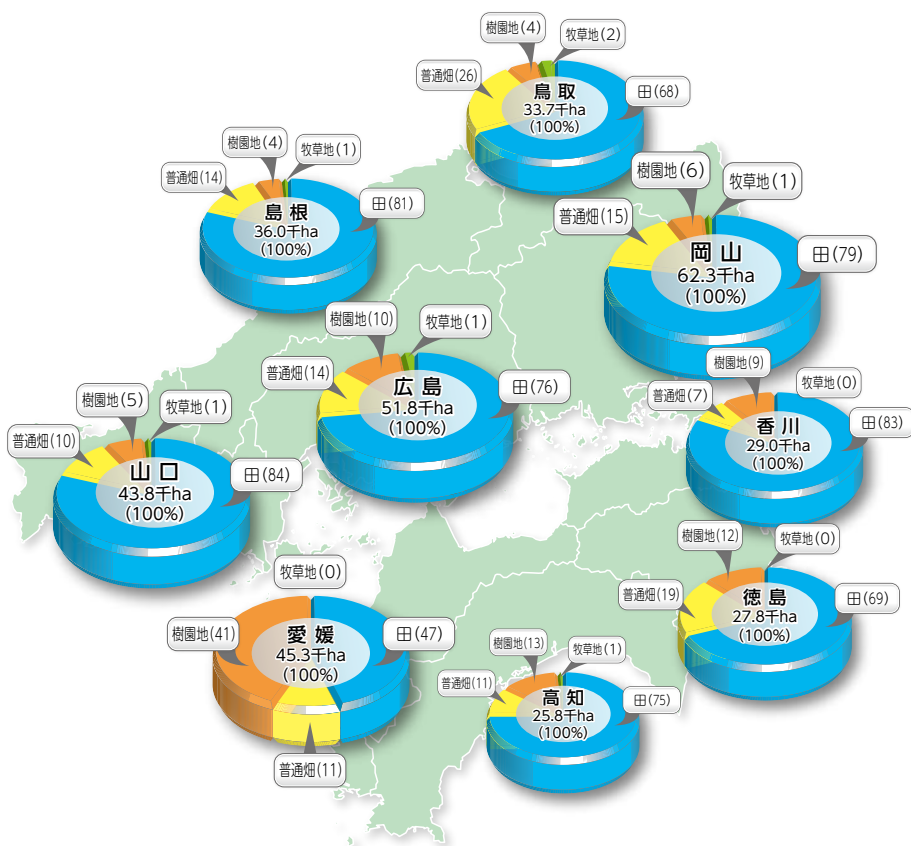 樹園地(4)
牧草地(2)
普通畑(26)
田(68)
鳥取
33.7千ha
(100%)
樹園地(4)
牧草地(1)
普通畑(14)
田(81)
島根
36.0千ha
(100%)
樹園地(6)
牧草地(1)
普通畑(15)
田(79)
岡山
62.3千ha
(100%)
樹園地(10)
牧草地(1)
普通畑(14)
田(76)
広島
51.8千ha
(100%)
樹園地(9)
牧草地(0)
普通畑(7)
田(83)
香川
29.0千ha
(100%)
樹園地(5)
牧草地(1)
普通畑(10)
田(84)
山口
43.8千ha
(100%)
樹園地(12)
牧草地(0)
普通畑(19)
田(69)
徳島
27.8千ha
(100%)
牧草地(0)
樹園地(41)
田(47)
愛媛
45.3千ha
(100%)
普通畑(11)
樹園地(13)
牧草地(1)
普通畑(11)
田(75)
高知
25.8千ha
(100%)